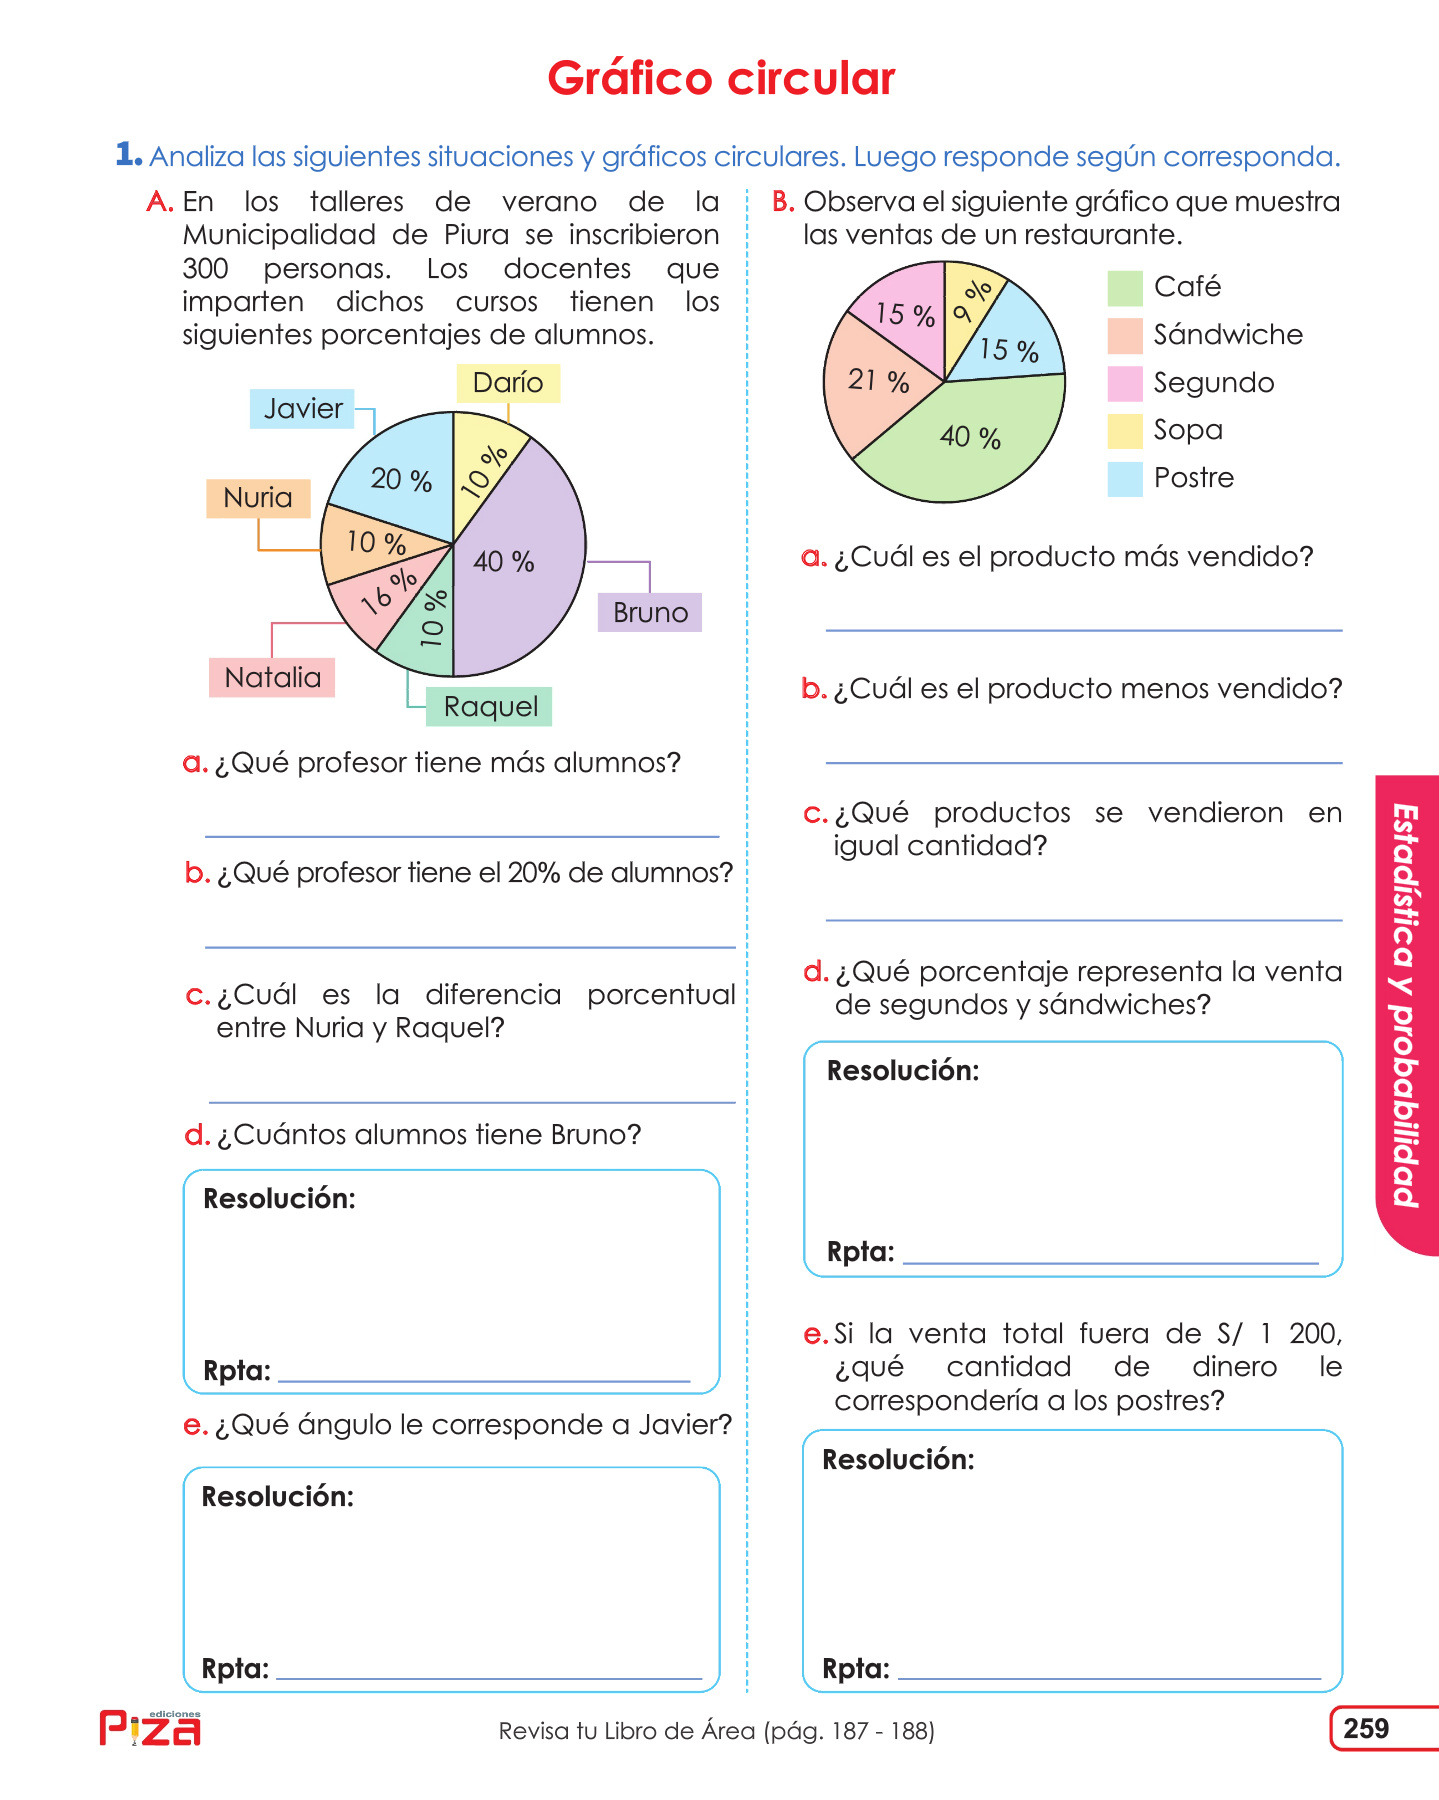 Gráfico circular
1. Analiza las siguientes situaciones y gráficos circulares. Luego responde según corresponda.
A. En los talleres de verano de la
Municipalidad de Piura se inscribieron
300 personas. Los docentes que
imparten dichos cursos tienen los
siguientes porcentajes de alumnos.
Darío
Javier
Nuria
Natalia
Raquel
Bruno
20 %
10 %
10 %
40 %
16 %
10 %
a. ¿Qué profesor tiene más alumnos?
b. ¿Qué profesor tiene el 20% de alumnos?
c. ¿Cuál es la diferencia porcentual
entre Nuria y Raquel?
d. ¿Cuántos alumnos tiene Bruno?
Resolución:
Rpta:
e. ¿Qué ángulo le corresponde a Javier?
Resolución:
Rpta:
B. Observa el siguiente gráfico que muestra
las ventas de un restaurante.
15 %
9 %
15 %
21 %
40 %
Café
Sándwiche
Segundo
Sopa
Postre
a. ¿Cuál es el producto más vendido?
b. ¿Cuál es el producto menos vendido?
c. ¿Qué productos se vendieron en
igual cantidad?
d. ¿Qué porcentaje representa la venta
de segundos y sándwiches?
Resolución:
Rpta:
e. Si la venta total fuera de S/ 1 200,
¿qué cantidad de dinero le
correspondería a los postres?
Resolución:
Rpta:
Estadística y probabilidad
ediciones
Piza
Revisa tu Libro de Área (pág. 187 - 188)
259